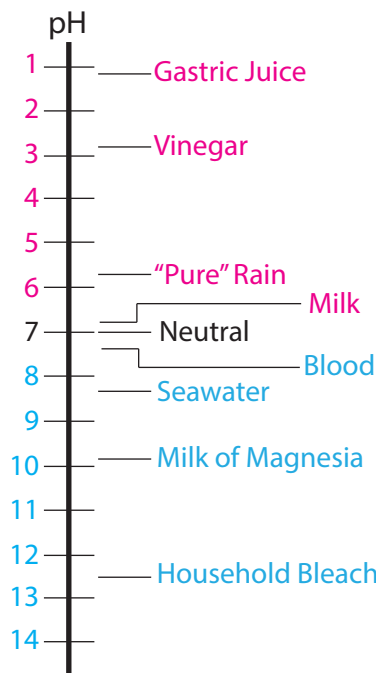 pH
1
Gastric Juice
2
Vinegar
3
4
5
"Pure" Rain
6
Milk
7
Neutral
Blood
8
Seawater
9
Milk of Magnesia
10
11
12
Household Bleach
13
14